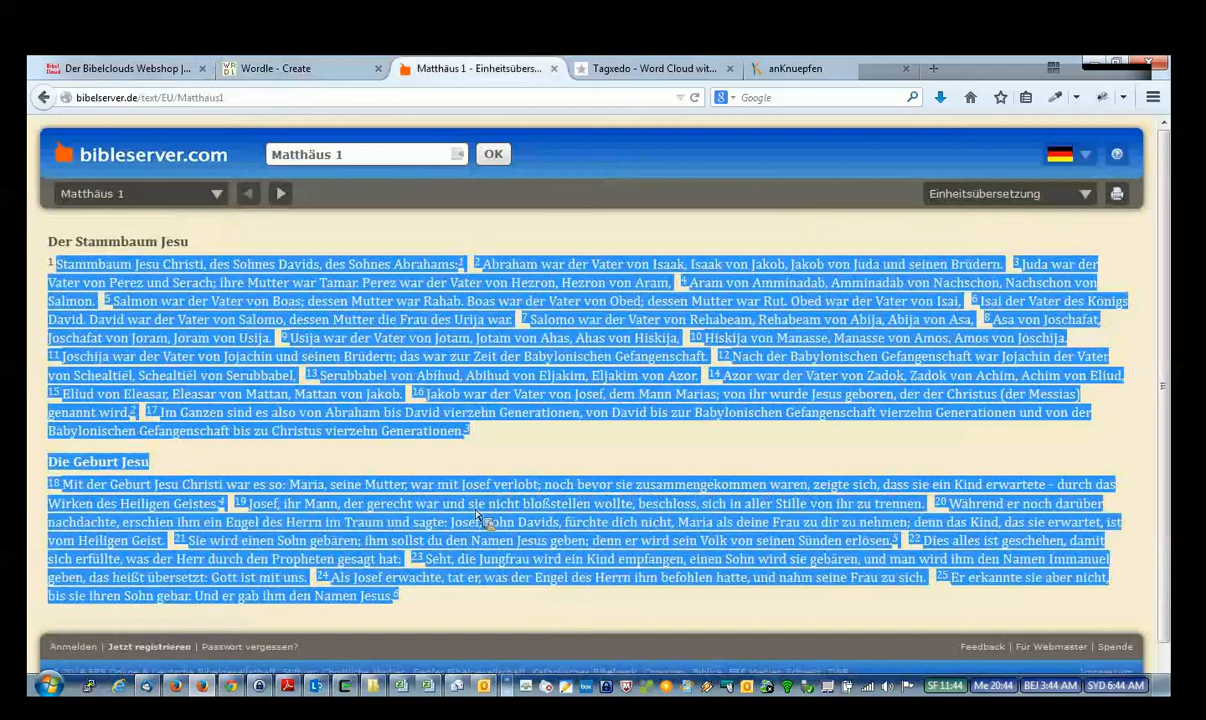 Der Bibelclouds Webshop |...
Wordle - Create
Matthäus 1 - Einheitsübers...
Tagxedo - Word Cloud wit...
anKnuepfen
bibelserver.de/text/EU/Matthaus1
Google
bibleserver.com
Matthäus 1
OK
Matthäus 1
Einheitsübersetzung
Der Stammbaum Jesu
1 Stammbaum Jesu Christi, des Sohnes Davids, des Sohnes Abrahams:1 2 Abraham war der Vater von Isaak, Isaak von Jakob, Jakob von Juda und seinen Brüdern. 3 Juda war der
Vater von Perez und Serach; ihre Mutter war Tamar. Perez war der Vater von Hezron, Hezron von Aram, 4 Aram von Amminadab, Amminadab von Nachschon, Nachschon von
Salmon. 5 Salmon war der Vater von Boas; dessen Mutter war Rahab. Boas war der Vater von Obed; dessen Mutter war Rut. Obed war der Vater von Isai, 6 Isai der Vater des Königs
David. David war der Vater von Salomo, dessen Mutter die Frau des Urija war. 7 Salomo war der Vater von Rehabeam, Rehabeam von Abija, Abija von Asa, 8 Asa von Joschafat,
Joschafat von Joram, Joram von Usija. 9 Usija war der Vater von Jotam, Jotam von Ahas, Ahas von Hiskija, 10 Hiskija von Manasse, Manasse von Amos, Amos von Joschija.
11 Joschija war der Vater von Jojachin und seinen Brüdern; das war zur Zeit der Babylonischen Gefangenschaft. 12 Nach der Babylonischen Gefangenschaft war Jojachin der Vater
von Schealtiël, Schealtiël von Serubbabel, 13 Serubbabel von Abihud, Abihud von Eljakim, Eljakim von Azor. 14 Azor war der Vater von Zadok, Zadok von Achim, Achim von Eliud,
15 Eliud von Eleasar, Eleasar von Mattan, Mattan von Jakob. 16 Jakob war der Vater von Josef, dem Mann Marias; von ihr wurde Jesus geboren, der der Christus (der Messias)
genannt wird.2 17 Im Ganzen sind es also von Abraham bis David vierzehn Generationen, von David bis zur Babylonischen Gefangenschaft vierzehn Generationen und von der
Babylonischen Gefangenschaft bis zu Christus vierzehn Generationen.3
Die Geburt Jesu
18 Mit der Geburt Jesu Christi war es so: Maria, seine Mutter, war mit Josef verlobt; noch bevor sie zusammengekommen waren, zeigte sich, dass sie ein Kind erwartete - durch das
Wirken des Heiligen Geistes.4 19 Josef, ihr Mann, der gerecht war und sie nicht bloßstellen wollte, beschloss, sich in aller Stille von ihr zu trennen. 20 Während er noch darüber
nachdachte, erschien ihm ein Engel des Herrn im Traum und sagte: Josef, Sohn Davids, fürchte dich nicht, Maria als deine Frau zu dir zu nehmen; denn das Kind, das sie erwartet, ist
vom Heiligen Geist. 21 Sie wird einen Sohn gebären; ihm sollst du den Namen Jesus geben; denn er wird sein Volk von seinen Sünden erlösen.5 22 Dies alles ist geschehen, damit
sich erfüllte, was der Herr durch den Propheten gesagt hat: 23 Seht, die Jungfrau wird ein Kind empfangen, einen Sohn wird sie gebären, und man wird ihm den Namen Immanuel
geben, das heißt übersetzt: Gott ist mit uns. 24 Als Josef erwachte, tat er, was der Engel des Herrn ihm befohlen hatte, und nahm seine Frau zu sich. 25 Er erkannte sie aber nicht,
bis sie ihren Sohn gebar. Und er gab ihm den Namen Jesus.6
Anmelden | Jetzt registrieren | Passwort vergessen?
Feedback | Für Webmaster | Spende
SF 11:44
Me 20:44
BEJ 3:44 AM
SYD 6:44 AM